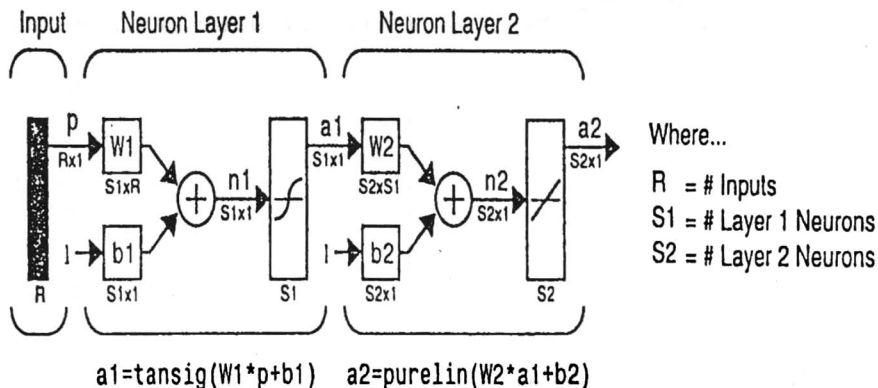 Input
Neuron Layer 1
Neuron Layer 2
p
Rx1
W1
S1xR
1
b1
S1x1
R
n1
S1x1
S1
a1
S1x1
W2
S2xS1
1
b2
S2x1
n2
S2x1
S2
a2
S2x1
a1=tansig(W1*p+b1)
a2=purelin(W2*a1+b2)
Where...
R = # Inputs
S1 = # Layer 1 Neurons
S2 = # Layer 2 Neurons